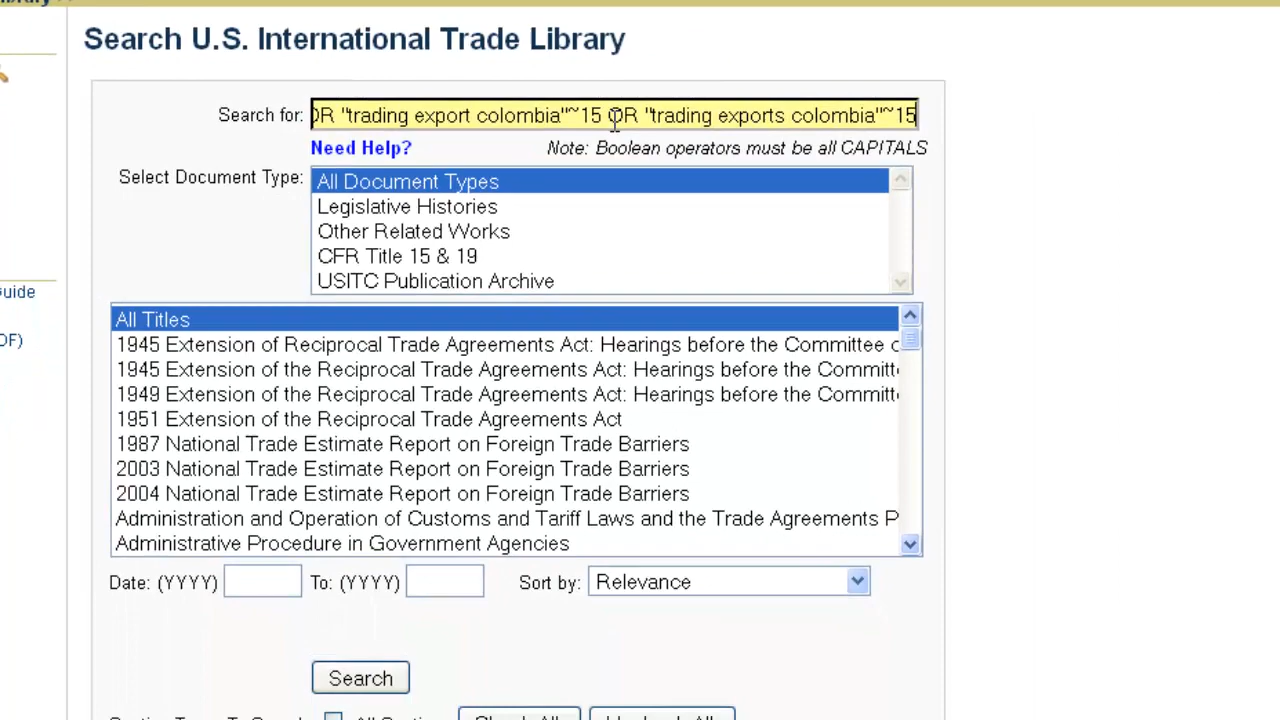 Search U.S. International Trade Library
Search for: OR "trading export colombia"~15 OR "trading exports colombia"~15
Need Help? Note: Boolean operators must be all CAPITALS
Select Document Type: All Document Types
Legislative Histories
Other Related Works
CFR Title 15 & 19
USITC Publication Archive
All Titles
1945 Extension of Reciprocal Trade Agreements Act: Hearings before the Committee
1945 Extension of the Reciprocal Trade Agreements Act: Hearings before the Committ
1949 Extension of the Reciprocal Trade Agreements Act: Hearings before the Committ
1951 Extension of the Reciprocal Trade Agreements Act
1987 National Trade Estimate Report on Foreign Trade Barriers
2003 National Trade Estimate Report on Foreign Trade Barriers
2004 National Trade Estimate Report on Foreign Trade Barriers
Administration and Operation of Customs and Tariff Laws and the Trade Agreements P
Administrative Procedure in Government Agencies
Date: (YYYY) To: (YYYY) Sort by: Relevance
Search